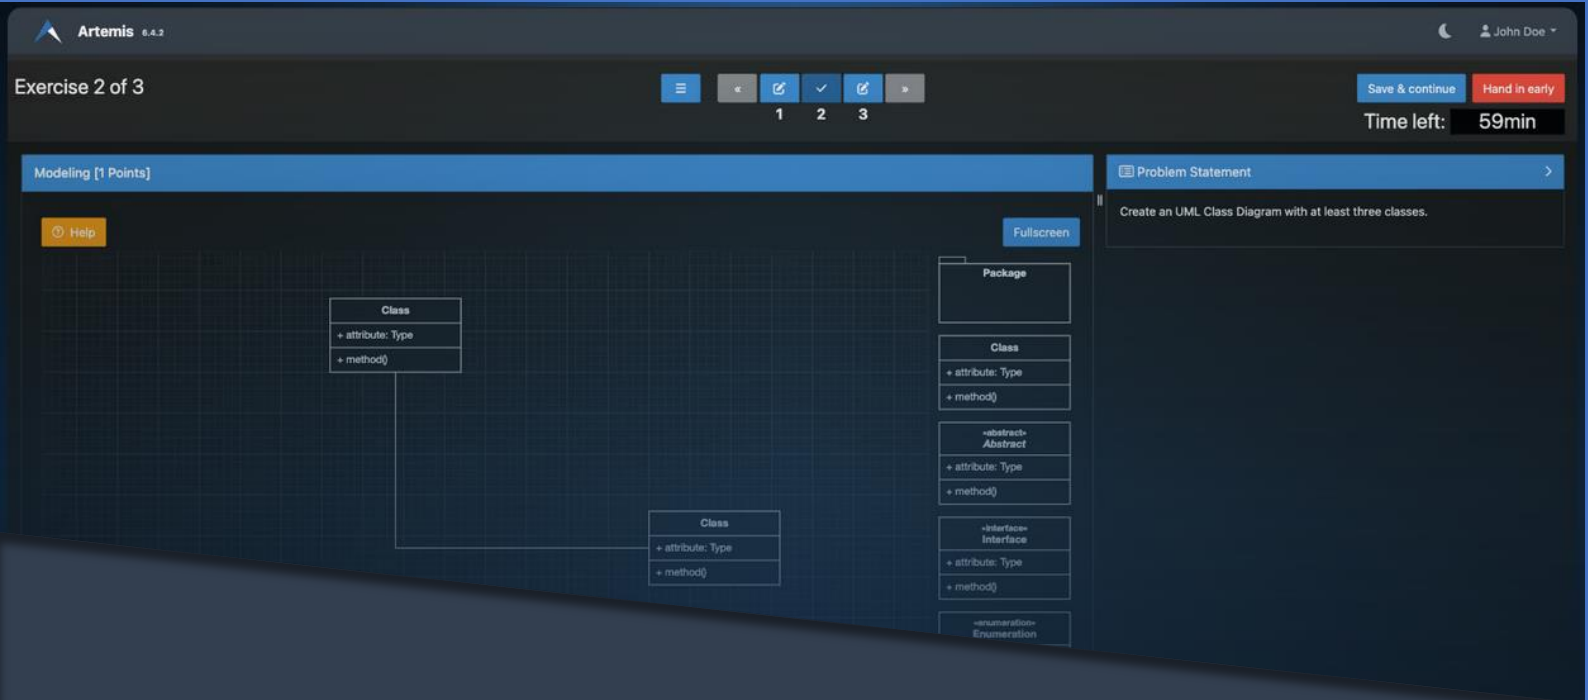 Artemis 6.4.2
John Doe
Exercise 2 of 3
1 2 3
Save & continue
Hand in early
Time left: 59min
Modeling [1 Points]
Help
Fullscreen
Class
+ attribute: Type
+ method()
Class
+ attribute: Type
+ method()
Package
Class
+ attribute: Type
+ method()
«abstract»
Abstract
+ attribute: Type
+ method()
«interface»
Interface
+ attribute: Type
+ method()
«enumeration»
Enumeration
Problem Statement
Create an UML Class Diagram with at least three classes.